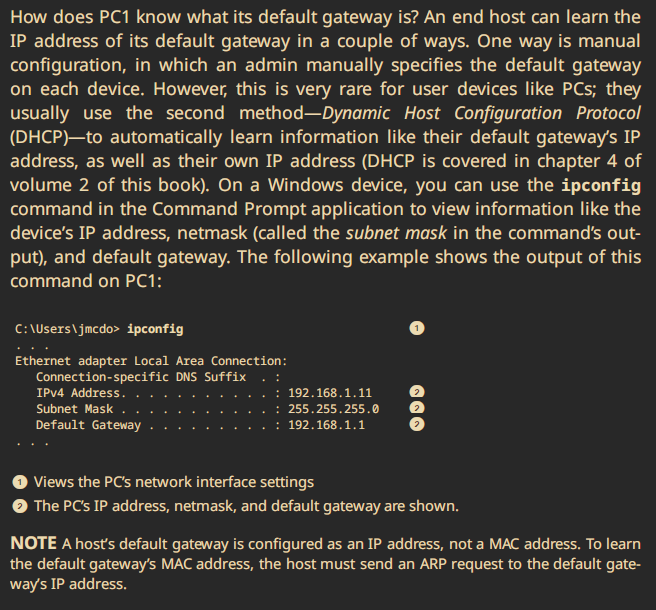 How does PC1 know what its default gateway is? An end host can learn the
IP address of its default gateway in a couple of ways. One way is manual
configuration, in which an admin manually specifies the default gateway
on each device. However, this is very rare for user devices like PCs; they
usually use the second method—Dynamic Host Configuration Protocol
(DHCP)—to automatically learn information like their default gateway’s IP
address, as well as their own IP address (DHCP is covered in chapter 4 of
volume 2 of this book). On a Windows device, you can use the ipconfig
command in the Command Prompt application to view information like the
device’s IP address, netmask (called the subnet mask in the command’s out-
put), and default gateway. The following example shows the output of this
command on PC1:
C:\Users\jmcdo> ipconfig 1
. . .
Ethernet adapter Local Area Connection:
Connection-specific DNS Suffix . :
IPv4 Address. . . . . . . . . . . : 192.168.1.11 2
Subnet Mask . . . . . . . . . . . : 255.255.255.0 2
Default Gateway . . . . . . . . . : 192.168.1.1 2
. . .
1 Views the PC’s network interface settings
2 The PC’s IP address, netmask, and default gateway are shown.
NOTE A host’s default gateway is configured as an IP address, not a MAC address. To learn
the default gateway’s MAC address, the host must send an ARP request to the default gate-
way’s IP address.